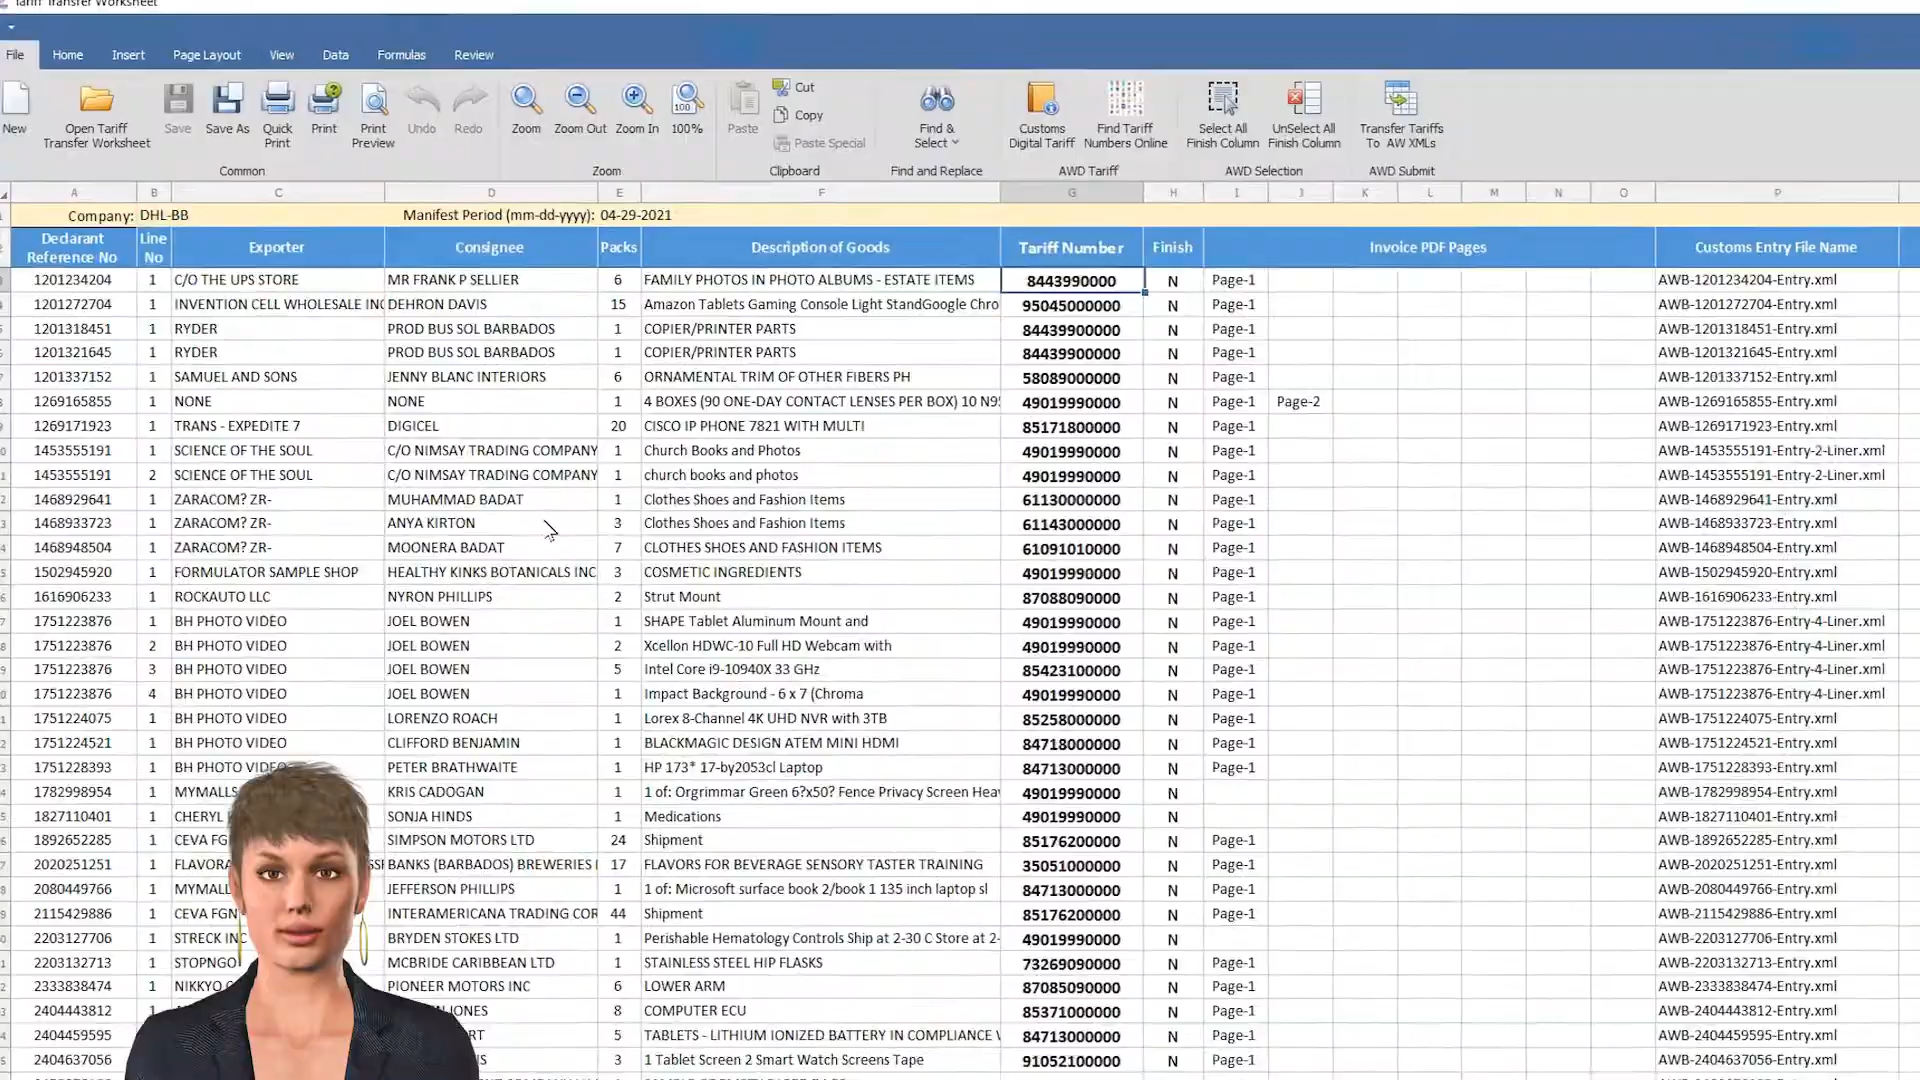 Tariff Transfer Worksheet
File Home Insert Page Layout View Data Formulas Review
New Open Tariff Transfer Worksheet Save Save As Quick Print Print Print Preview Undo Redo Zoom Zoom Out Zoom In 100% Paste Cut Copy Paste Special Find & Select Customs Digital Tariff Find Tariff Numbers Online Select All Finish Column UnSelect All Finish Column Transfer Tariffs To AW XMLs
Common Zoom Clipboard Find and Replace AWD Tariff AWD Selection AWD Submit
A B C D E F G H I J K L M N O P
Company: DHL-BB Manifest Period (mm-dd-yyyy): 04-29-2021
Declarant Reference No Line No Exporter Consignee Packs Description of Goods Tariff Number Finish Invoice PDF Pages Customs Entry File Name
1201234204 1 C/O THE UPS STORE MR FRANK P SELLIER 6 FAMILY PHOTOS IN PHOTO ALBUMS - ESTATE ITEMS 8443990000 N Page-1 AWB-1201234204-Entry.xml
1201272704 1 INVENTION CELL WHOLESALE INC DEHRON DAVIS 15 Amazon Tablets Gaming Console Light StandGoogle Chro 95045000000 N Page-1 AWB-1201272704-Entry.xml
1201318451 1 RYDER PROD BUS SOL BARBADOS 1 COPIER/PRINTER PARTS 84439900000 N Page-1 AWB-1201318451-Entry.xml
1201321645 1 RYDER PROD BUS SOL BARBADOS 1 COPIER/PRINTER PARTS 84439900000 N Page-1 AWB-1201321645-Entry.xml
1201337152 1 SAMUEL AND SONS JENNY BLANC INTERIORS 6 ORNAMENTAL TRIM OF OTHER FIBERS PH 58089000000 N Page-1 AWB-1201337152-Entry.xml
1269165855 1 NONE NONE 1 4 BOXES (90 ONE-DAY CONTACT LENSES PER BOX) 10 N95 49019990000 N Page-1 Page-2 AWB-1269165855-Entry.xml
1269171923 1 TRANS - EXPEDITE 7 DIGICEL 20 CISCO IP PHONE 7821 WITH MULTI 85171800000 N Page-1 AWB-1269171923-Entry.xml
1453555191 1 SCIENCE OF THE SOUL C/O NIMSAY TRADING COMPANY 1 Church Books and Photos 49019990000 N Page-1 AWB-1453555191-Entry-2-Liner.xml
1453555191 2 SCIENCE OF THE SOUL C/O NIMSAY TRADING COMPANY 1 church books and photos 49019990000 N Page-1 AWB-1453555191-Entry-2-Liner.xml
1468929641 1 ZARACOM? ZR- MUHAMMAD BADAT 1 Clothes Shoes and Fashion Items 61130000000 N Page-1 AWB-1468929641-Entry.xml
1468933723 1 ZARACOM? ZR- ANYA KIRTON 3 Clothes Shoes and Fashion Items 61143000000 N Page-1 AWB-1468933723-Entry.xml
1468948504 1 ZARACOM? ZR- MOONERA BADAT 7 CLOTHES SHOES AND FASHION ITEMS 61091010000 N Page-1 AWB-1468948504-Entry.xml
1502945920 1 FORMULATOR SAMPLE SHOP HEALTHY KINKS BOTANICALS INC 3 COSMETIC INGREDIENTS 49019990000 N Page-1 AWB-1502945920-Entry.xml
1616906233 1 ROCKAUTO LLC NYRON PHILLIPS 2 Strut Mount 87088090000 N Page-1 AWB-1616906233-Entry.xml
1751223876 1 BH PHOTO VIDEO JOEL BOWEN 1 SHAPE Tablet Aluminum Mount and 49019990000 N Page-1 AWB-1751223876-Entry-4-Liner.xml
1751223876 2 BH PHOTO VIDEO JOEL BOWEN 2 Xcellon HDWC-10 Full HD Webcam with 49019990000 N Page-1 AWB-1751223876-Entry-4-Liner.xml
1751223876 3 BH PHOTO VIDEO JOEL BOWEN 5 Intel Core i9-10940X 33 GHz 85423100000 N Page-1 AWB-1751223876-Entry-4-Liner.xml
1751223876 4 BH PHOTO VIDEO JOEL BOWEN 1 Impact Background - 6 x 7 (Chroma 49019990000 N Page-1 AWB-1751223876-Entry-4-Liner.xml
1751224075 1 BH PHOTO VIDEO LORENZO ROACH 1 Lorex 8-Channel 4K UHD NVR with 3TB 85258000000 N Page-1 AWB-1751224075-Entry.xml
1751224521 1 BH PHOTO VIDEO CLIFFORD BENJAMIN 1 BLACKMAGIC DESIGN ATEM MINI HDMI 84718000000 N Page-1 AWB-1751224521-Entry.xml
1751228393 1 BH PHOTO VIDEO PETER BRATHWAITE 1 HP 173* 17-by2053cl Laptop 84713000000 N Page-1 AWB-1751228393-Entry.xml
1782998954 1 MYMALLS KRIS CADOGAN 1 1 of: Orgrimmar Green 6?x50? Fence Privacy Screen Heav 49019990000 N AWB-1782998954-Entry.xml
1827110401 1 CHERYL SONJA HINDS 1 Medications 49019990000 N AWB-1827110401-Entry.xml
1892652285 1 CEVA FGN SIMPSON MOTORS LTD 24 Shipment 85176200000 N Page-1 AWB-1892652285-Entry.xml
2020251251 1 FLAVORA BANKS (BARBADOS) BREWERIES 17 FLAVORS FOR BEVERAGE SENSORY TASTER TRAINING 35051000000 N Page-1 AWB-2020251251-Entry.xml
2080449766 1 MYMALL JEFFERSON PHILLIPS 1 1 of: Microsoft surface book 2/book 1 135 inch laptop sl 84713000000 N Page-1 AWB-2080449766-Entry.xml
2115429886 1 CEVA FGN INTERAMERICANA TRADING COR 44 Shipment 85176200000 N Page-1 AWB-2115429886-Entry.xml
2203127706 1 STRECK INC BRYDEN STOKES LTD 1 Perishable Hematology Controls Ship at 2-30 C Store at 2- 49019990000 N AWB-2203127706-Entry.xml
2203132713 1 STOPNGO MCBRIDE CARIBBEAN LTD 1 STAINLESS STEEL HIP FLASKS 73269090000 N Page-1 AWB-2203132713-Entry.xml
2333838474 1 NIKKYO PIONEER MOTORS INC 6 LOWER ARM 87085090000 N Page-1 AWB-2333838474-Entry.xml
2404443812 1 JONES 8 COMPUTER ECU 85371000000 N Page-1 AWB-2404443812-Entry.xml
2404459595 1 5 TABLETS - LITHIUM IONIZED BATTERY IN COMPLIANCE 84713000000 N Page-1 AWB-2404459595-Entry.xml
2404637056 1 3 1 Tablet Screen 2 Smart Watch Screens Tape 91052100000 N Page-1 AWB-2404637056-Entry.xml